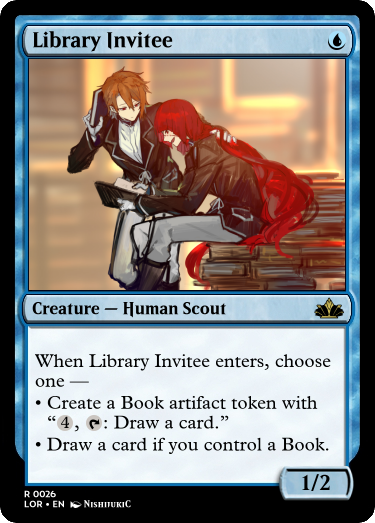 Library Invitee
Creature — Human Scout
When Library Invitee enters, choose
one —
• Create a Book artifact token with
“4, : Draw a card.”
• Draw a card if you control a Book.
1/2
R 0026
LOR • EN NishijukiC